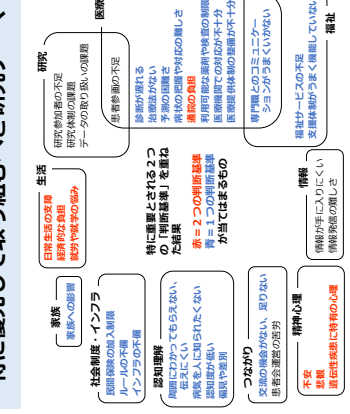 研究
研究参加者の不足
研究体制の課題
データの取り扱いの課題
患者参画の不足
医療
診断が遅れる
治療法がない
予測の困難さ
病状の把握や対応の難しさ
通院の負担
利用可能な薬剤や検査の制限
医療機関での対応が不十分
医療提供体制の整備が不十分
専門職とのコミュニケー
ションがうまくいかない
福祉
福祉サービスの不足
支援体制がうまく機能していない
生活
日常生活の支障
経済的な負担
就労や就学の悩み
特に重要とされる2つ
の「判断基準」を重ね
た結果
赤=2つの判断基準
青=1つの判断基準
が当てはまるもの
情報
情報が手に入りにくい
情報発信の難しさ
家族
家族への影響
社会制度・インフラ
民間保険の加入制限
ルールの不備
インフラの不備
認知理解
周囲にわかってもらえない、
伝えにくい
病気を人に知られたくない
認知度が低い
偏見や差別
つながり
交流の機会がない、足りない
患者会運営の苦労
精神心理
不安
悲観
遺伝性疾患に特有の心理